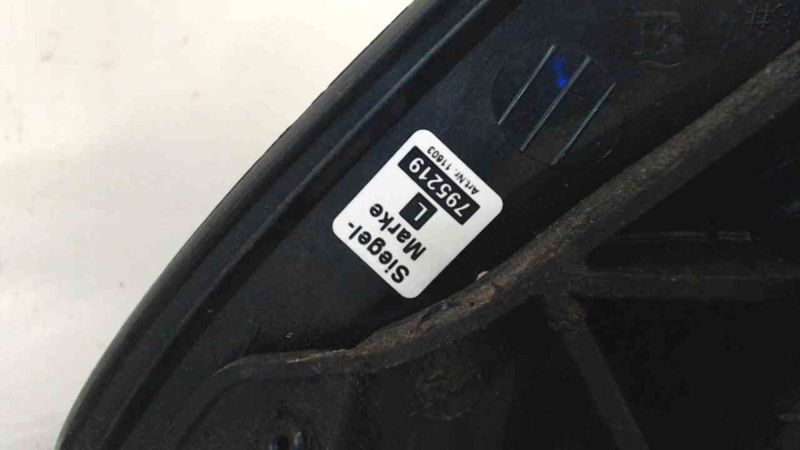 Siegel-
Marke
L
795219
Art.Nr. 11603